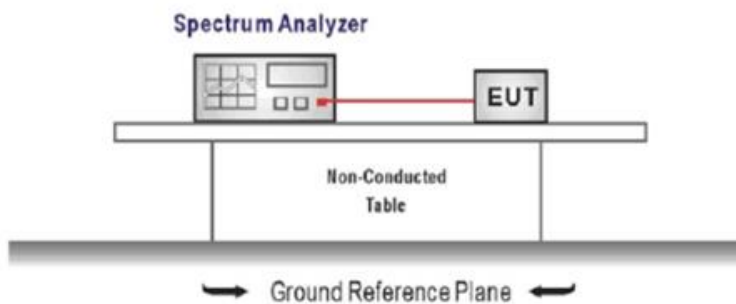 Spectrum Analyzer
EUT
Non-Conducted
Table
Ground Reference Plane